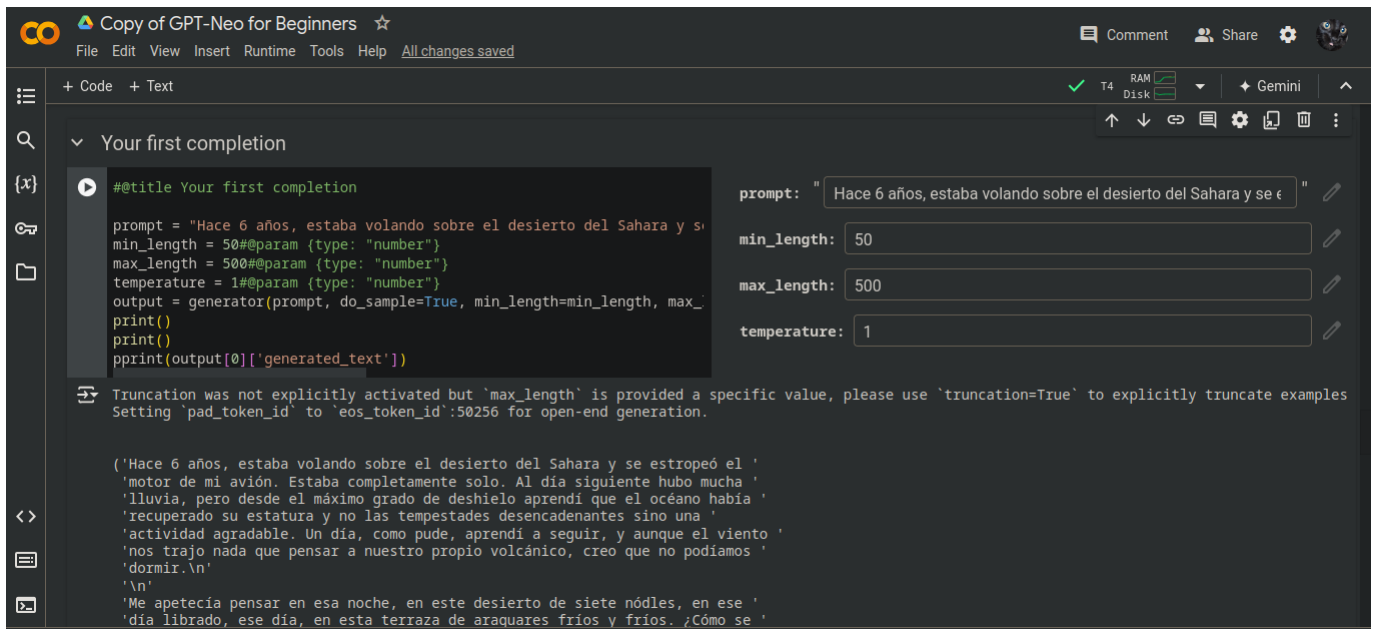 Copy of GPT-Neo for Beginners
File Edit View Insert Runtime Tools Help All changes saved
Comment Share
+ Code + Text
T4 RAM Disk Gemini
Your first completion
#@title Your first completion
prompt = "Hace 6 años, estaba volando sobre el desierto del Sahara y s
min_length = 50#@param {type: "number"}
max_length = 500#@param {type: "number"}
temperature = 1#@param {type: "number"}
output = generator(prompt, do_sample=True, min_length=min_length, max_
print()
print()
pprint(output[0]['generated_text'])
prompt: "Hace 6 años, estaba volando sobre el desierto del Sahara y se e"
min_length: 50
max_length: 500
temperature: 1
Truncation was not explicitly activated but `max_length` is provided a specific value, please use `truncation=True` to explicitly truncate examples
Setting `pad_token_id` to `eos_token_id`:50256 for open-end generation.
('Hace 6 años, estaba volando sobre el desierto del Sahara y se estropeó el '
'motor de mi avión. Estaba completamente solo. Al día siguiente hubo mucha '
'lluvia, pero desde el máximo grado de deshielo aprendí que el océano había '
'recuperado su estatura y no las tempestades desencadenantes sino una '
'actividad agradable. Un día, como pude, aprendí a seguir, y aunque el viento '
'nos trajo nada que pensar a nuestro propio volcánico, creo que no podíamos '
'dormir.\n'
'\n'
'Me apetecía pensar en esa noche, en este desierto de siete nódles, en ese '
'día librado, ese día, en esta terraza de araquares fríos y fríos. ¿Cómo se '